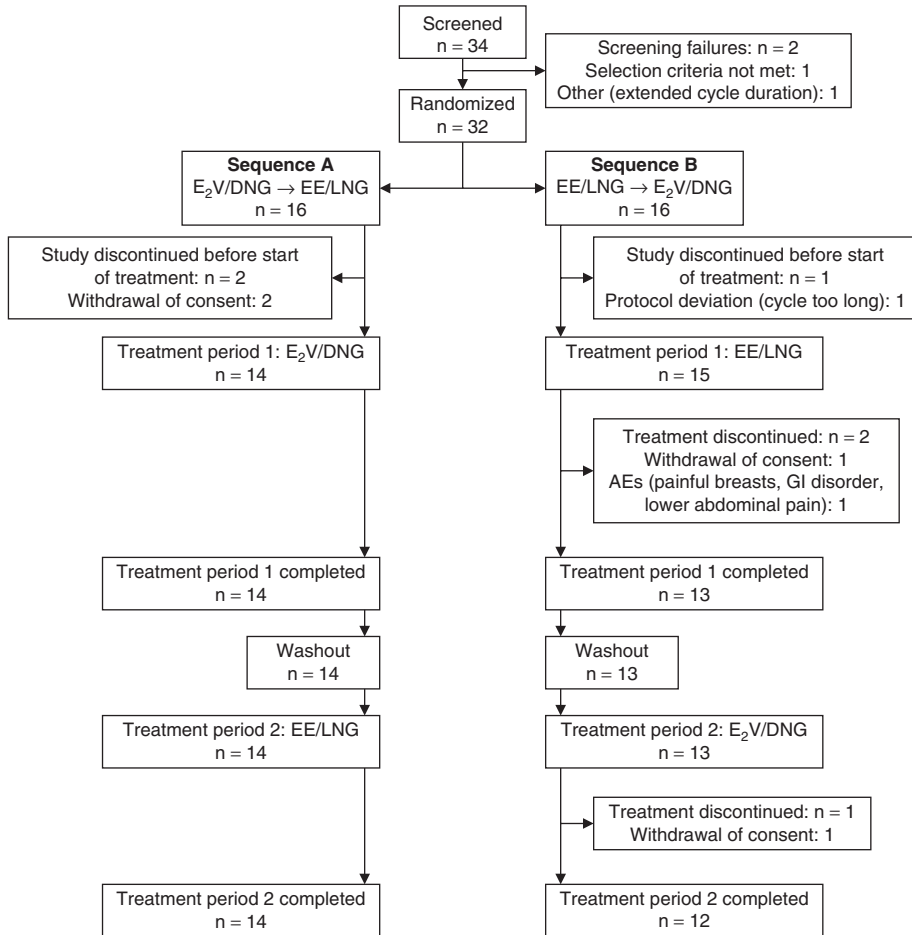 Screened
n = 34
Screening failures: n = 2
Selection criteria not met: 1
Other (extended cycle duration): 1
Randomized
n = 32
Sequence A
E₂V/DNG → EE/LNG
n = 16
Sequence B
EE/LNG → E₂V/DNG
n = 16
Study discontinued before start
of treatment: n = 2
Withdrawal of consent: 2
Study discontinued before start
of treatment: n = 1
Protocol deviation (cycle too long): 1
Treatment period 1: E₂V/DNG
n = 14
Treatment period 1: EE/LNG
n = 15
Treatment discontinued: n = 2
Withdrawal of consent: 1
AEs (painful breasts, GI disorder,
lower abdominal pain): 1
Treatment period 1 completed
n = 14
Treatment period 1 completed
n = 13
Washout
n = 14
Washout
n = 13
Treatment period 2: EE/LNG
n = 14
Treatment period 2: E₂V/DNG
n = 13
Treatment discontinued: n = 1
Withdrawal of consent: 1
Treatment period 2 completed
n = 14
Treatment period 2 completed
n = 12